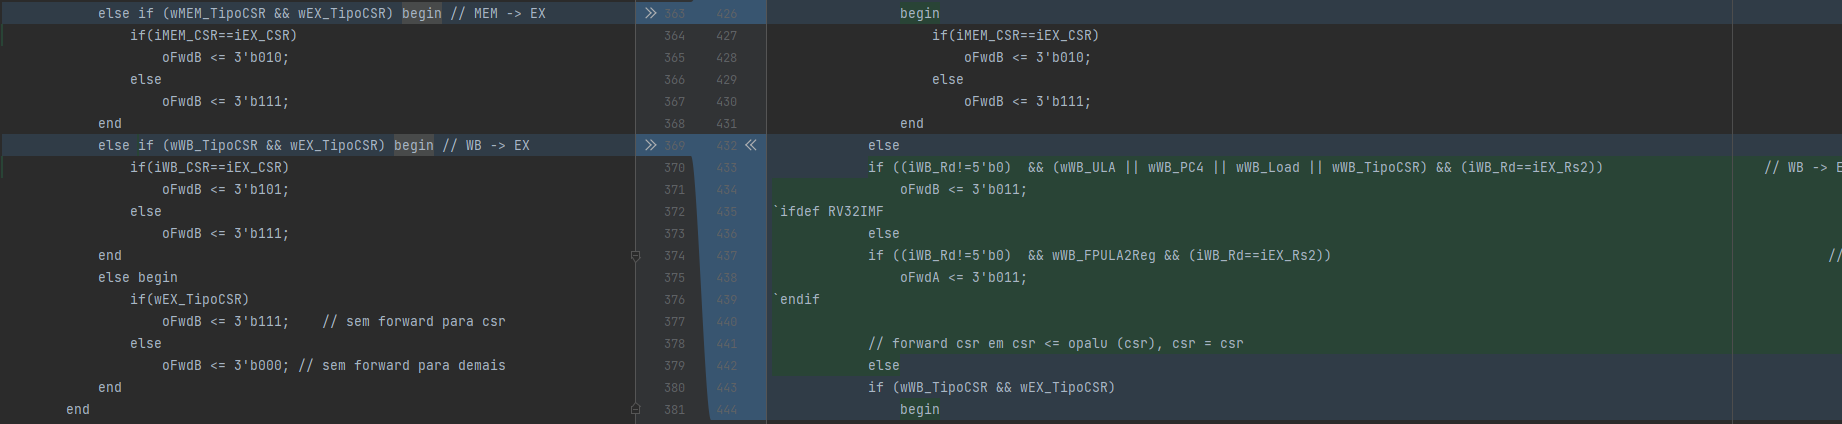 else if (wMEM_TipoCSR && wEX_TipoCSR) begin // MEM -> EX
if(iMEM_CSR==iEX_CSR)
oFwdB <= 3'b010;
else
oFwdB <= 3'b111;
end
else if (wWB_TipoCSR && wEX_TipoCSR) begin // WB -> EX
if(iWB_CSR==iEX_CSR)
oFwdB <= 3'b101;
else
oFwdB <= 3'b111;
end
else begin
if(wEX_TipoCSR)
oFwdB <= 3'b111;    // sem forward para csr
else
oFwdB <= 3'b000; // sem forward para demais
end
end
363 426
364 427
365 428
366 429
367 430
368 431
369 432
370 433
371 434
372 435
373 436
374 437
375 438
376 439
377 440
378 441
379 442
380 443
381 444
begin
if(iMEM_CSR==iEX_CSR)
oFwdB <= 3'b010;
else
oFwdB <= 3'b111;
end
else
if ((iWB_Rd!=5'b0)  && (wWB_ULA || wWB_PC4 || wWB_Load || wWB_TipoCSR) && (iWB_Rd==iEX_Rs2)) // WB -> E
oFwdB <= 3'b011;
`ifdef RV32IMF
else
if ((iWB_Rd!=5'b0)  && wWB_FPULA2Reg && (iWB_Rd==iEX_Rs2)) //
oFwdA <= 3'b011;
`endif
// forward csr em csr <= opalu (csr), csr = csr
else
if (wWB_TipoCSR && wEX_TipoCSR)
begin